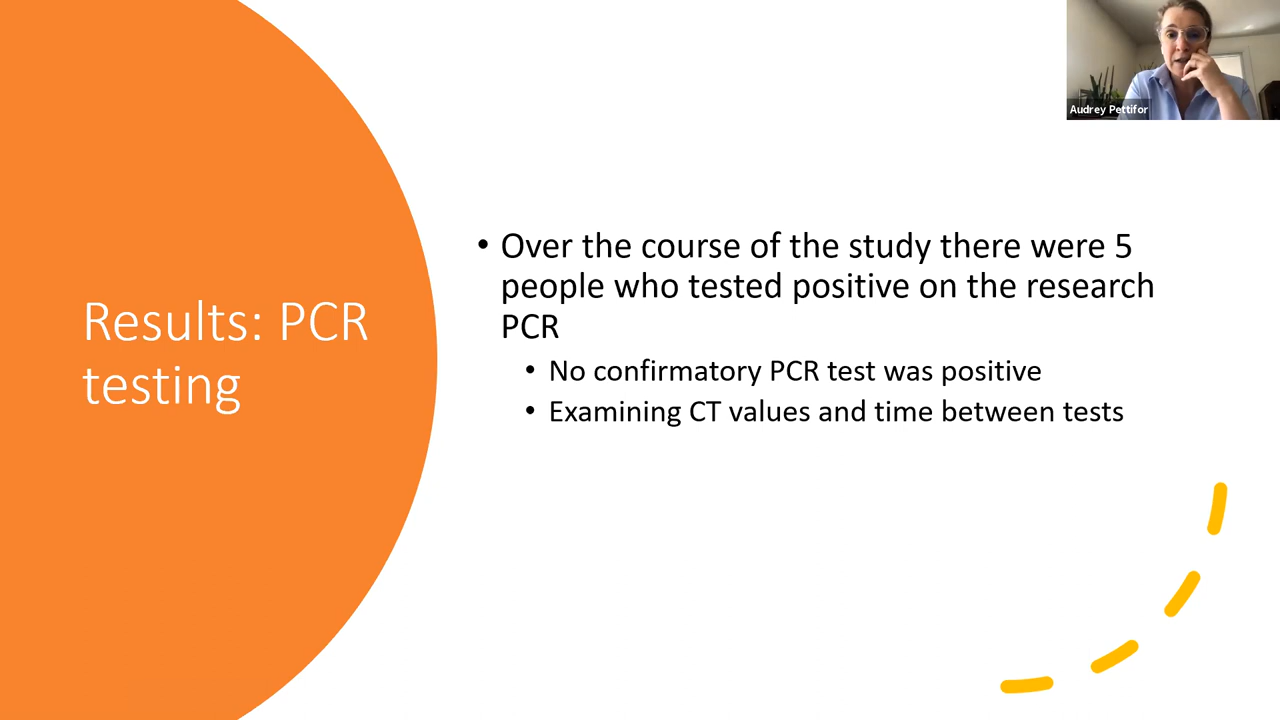 Audrey Pettifor
Results: PCR
testing
• Over the course of the study there were 5
people who tested positive on the research
PCR
• No confirmatory PCR test was positive
• Examining CT values and time between tests